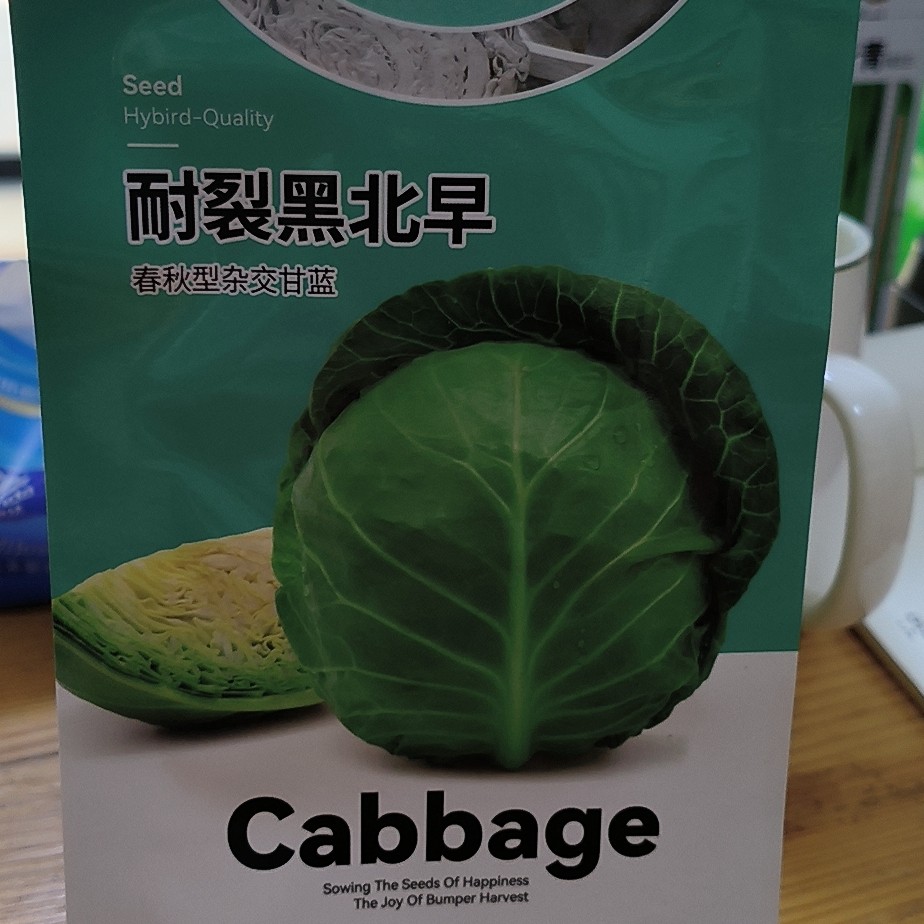 Seed
Hybird-Quality
耐裂黑北早
春秋型杂交甘蓝
Cabbage
Sowing The Seeds Of Happiness
The Joy Of Bumper Harvest